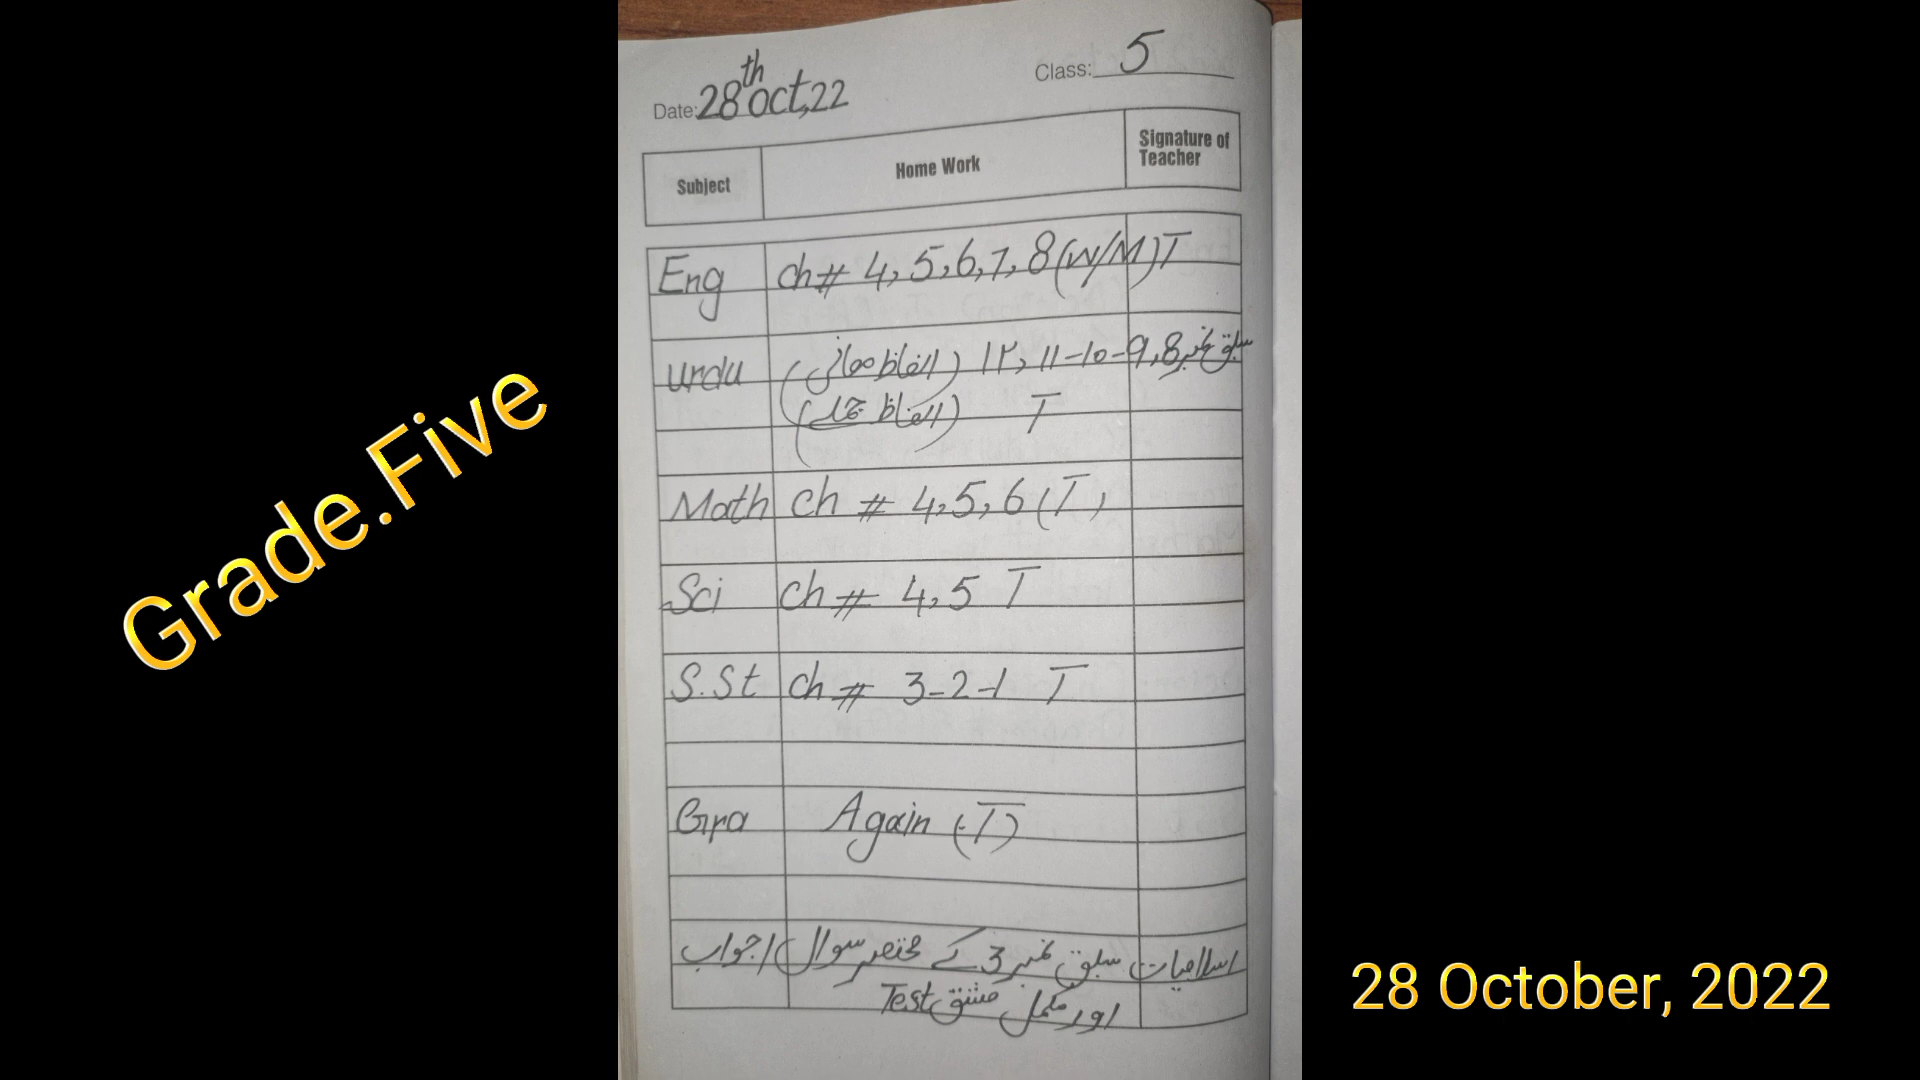 Grade.Five
Date: 28th oct, 22
Class: 5
Subject Home Work Signature of Teacher
Eng ch# 4, 5, 6, 7, 8 (W/M) T
Urdu سبق نمبر 8, 9-10-11, ۱۲ (الفاظ معانی)
(الفاظ جملے) T
Math Ch # 4, 5, 6 (T)
Sci Ch# 4, 5 T
S.St Ch# 3-2-1 T
Gra Again (T)
اسلامیات سبق نمبر 3 کے مختصر سوال/جواب
اور مکمل مشق Test
28 October, 2022